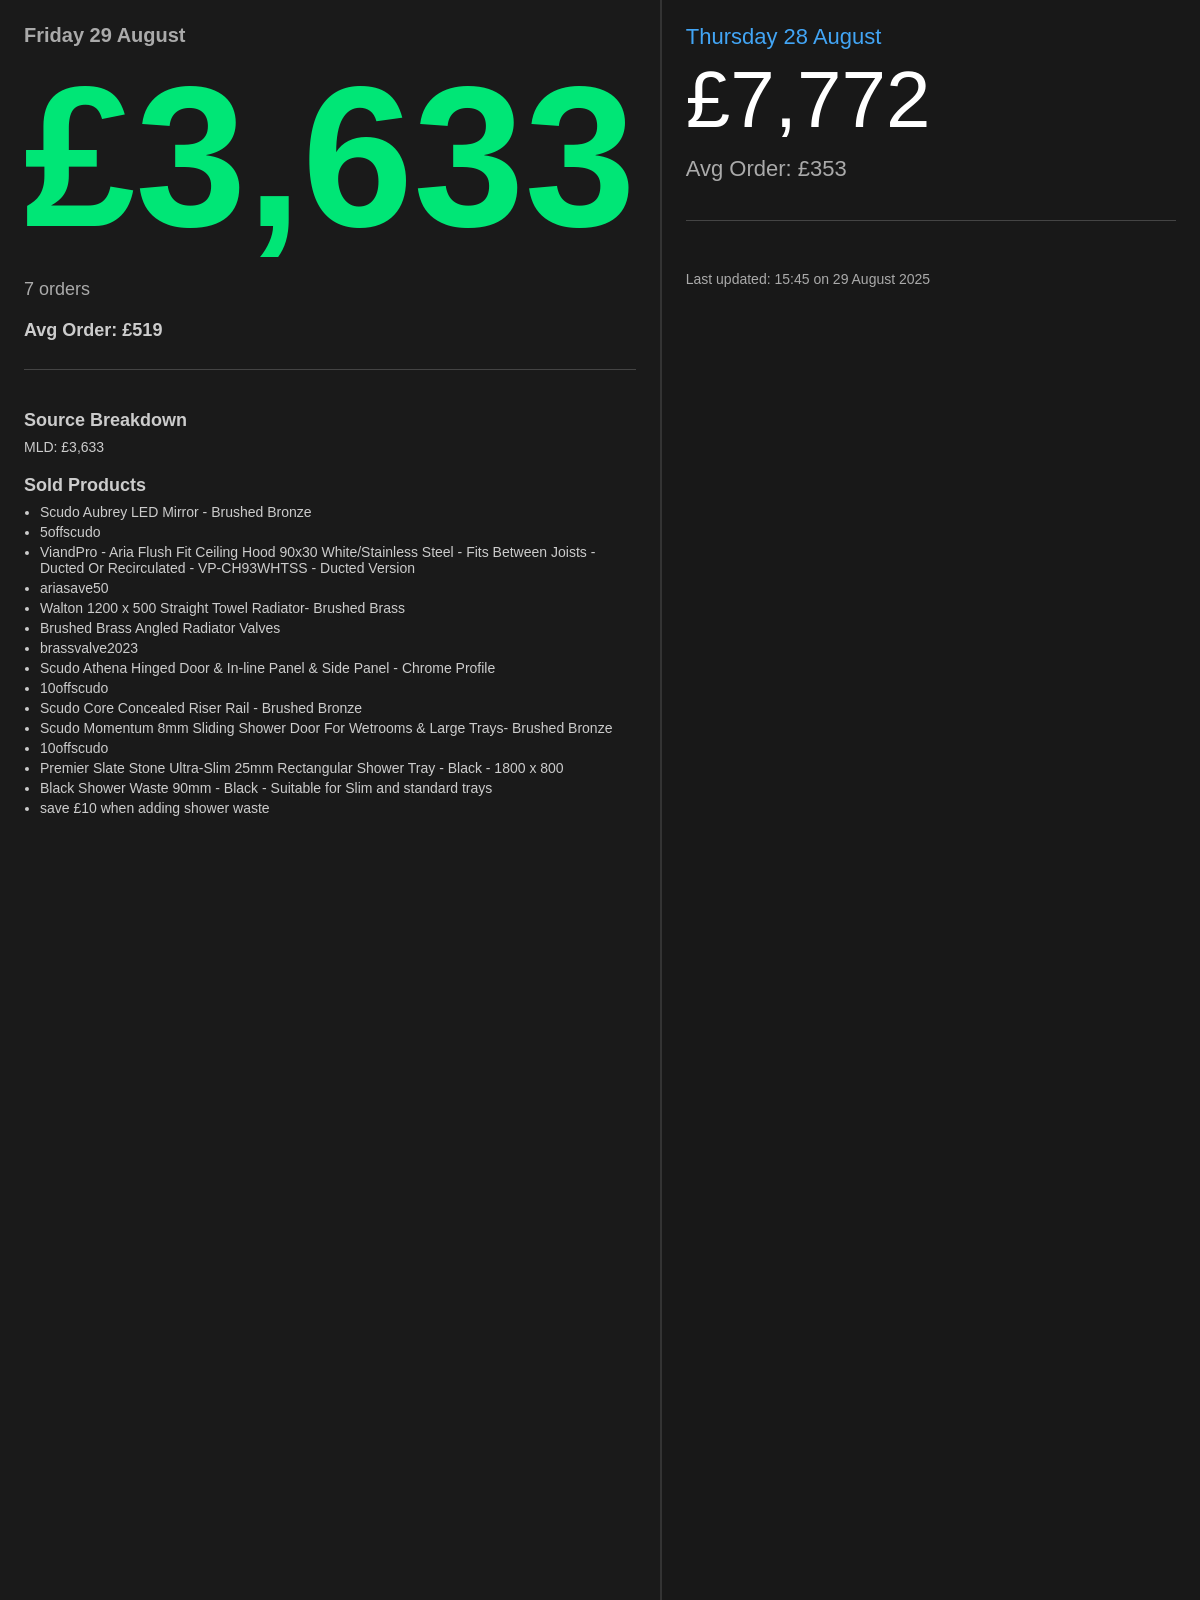 Friday 29 August
£3,633
7 orders
Avg Order: £519
Source Breakdown
MLD: £3,633
Sold Products
• Scudo Aubrey LED Mirror - Brushed Bronze
• 5offscudo
• ViandPro - Aria Flush Fit Ceiling Hood 90x30 White/Stainless Steel - Fits Between Joists -
Ducted Or Recirculated - VP-CH93WHTSS - Ducted Version
• ariasave50
• Walton 1200 x 500 Straight Towel Radiator- Brushed Brass
• Brushed Brass Angled Radiator Valves
• brassvalve2023
• Scudo Athena Hinged Door & In-line Panel & Side Panel - Chrome Profile
• 10offscudo
• Scudo Core Concealed Riser Rail - Brushed Bronze
• Scudo Momentum 8mm Sliding Shower Door For Wetrooms & Large Trays- Brushed Bronze
• 10offscudo
• Premier Slate Stone Ultra-Slim 25mm Rectangular Shower Tray - Black - 1800 x 800
• Black Shower Waste 90mm - Black - Suitable for Slim and standard trays
• save £10 when adding shower waste
Thursday 28 August
£7,772
Avg Order: £353
Last updated: 15:45 on 29 August 2025